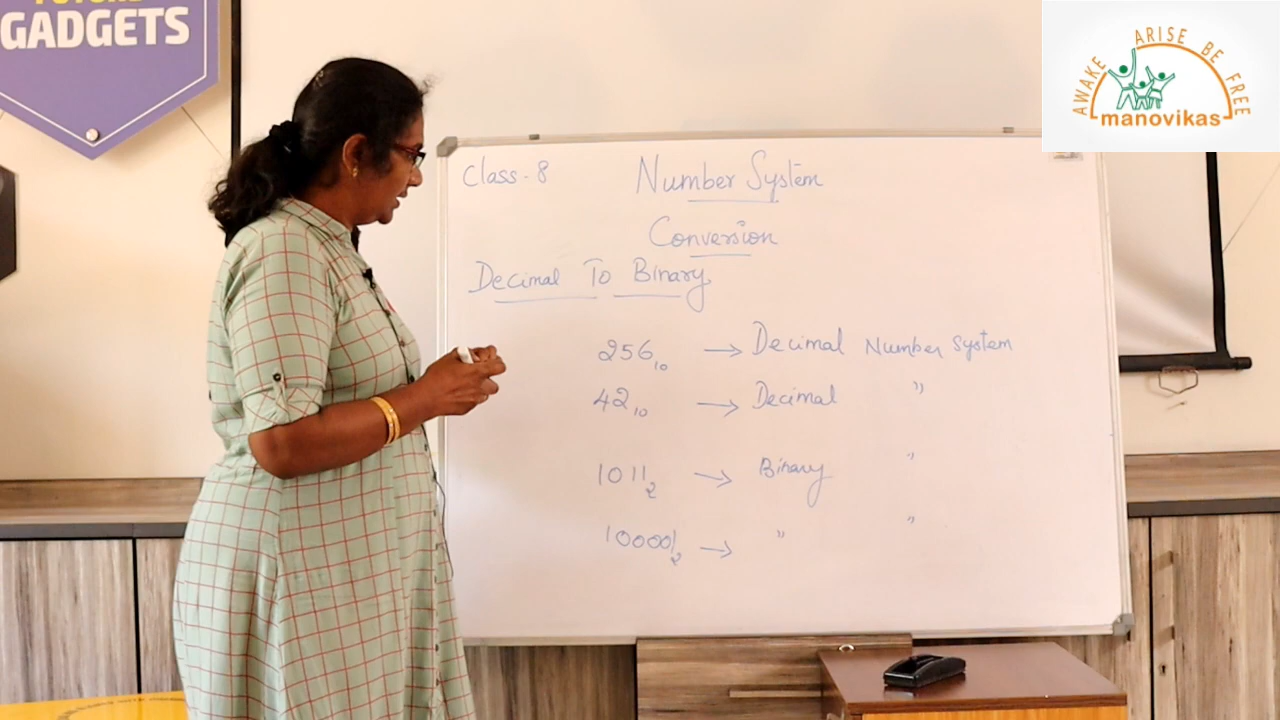 FUTURE
GADGETS
AWAKE ARISE BE FREE
manovikas
Class - 8
Number System
Conversion
Decimal To Binary
256₁₀ → Decimal Number System
42₁₀ → Decimal "
1011₂ → Binary "
100001₂ → " "